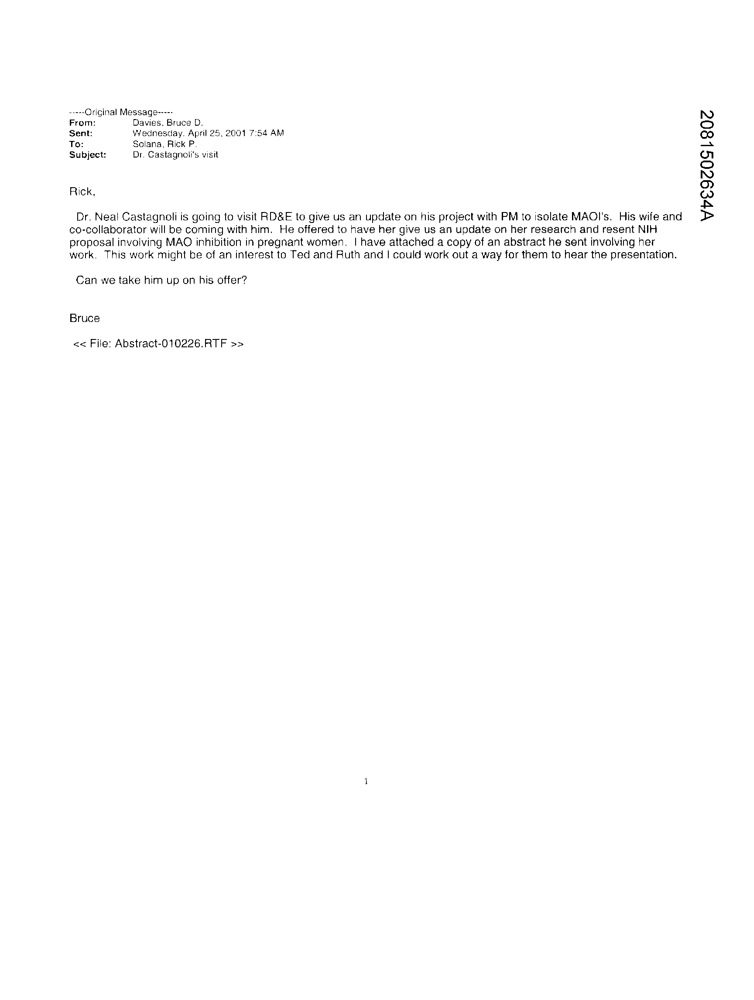 -----Original Message-----
From: Davies, Bruce D.
Sent: Wednesday, April 25, 2001 7:54 AM
To: Solana, Rick P.
Subject: Dr. Castagnoli's visit
Rick,
Dr. Neal Castagnoli is going to visit RD&E to give us an update on his project with PM to isolate MAOI's. His wife and
co-collaborator will be coming with him. He offered to have her give us an update on her research and resent NIH
proposal invoiving MAO inhibition in pregnant women. I have attached a copy of an abstract he sent involving her
work. This work might be of an interest to Ted and Ruth and I could work out a way for them to hear the presentation.
Can we take him up on his offer?
Bruce
<< File: Abstract-010226.RTF >>
1
2081502634A